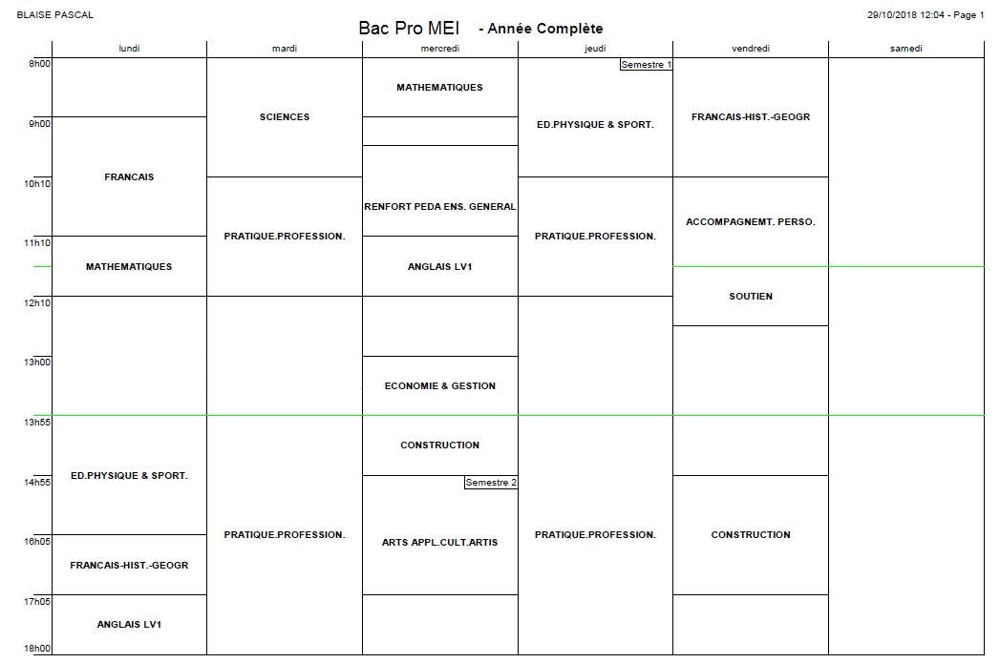 BLAISE PASCAL
29/10/2018 12:04 - Page 1
Bac Pro MEI - Année Complète
lundi mardi mercredi jeudi vendredi samedi
8h00
Semestre 1
MATHEMATIQUES
SCIENCES
FRANCAIS-HIST.-GEOGR
9h00
ED.PHYSIQUE & SPORT.
FRANCAIS
10h10
RENFORT PEDA ENS. GENERAL
ACCOMPAGNEMT. PERSO.
PRATIQUE.PROFESSION.
PRATIQUE.PROFESSION.
11h10
MATHEMATIQUES
ANGLAIS LV1
SOUTIEN
12h10
13h00
ECONOMIE & GESTION
13h55
CONSTRUCTION
ED.PHYSIQUE & SPORT.
14h55
Semestre 2
PRATIQUE.PROFESSION.
PRATIQUE.PROFESSION.
CONSTRUCTION
16h05
ARTS APPL.CULT.ARTIS
FRANCAIS-HIST.-GEOGR
17h05
ANGLAIS LV1
18h00